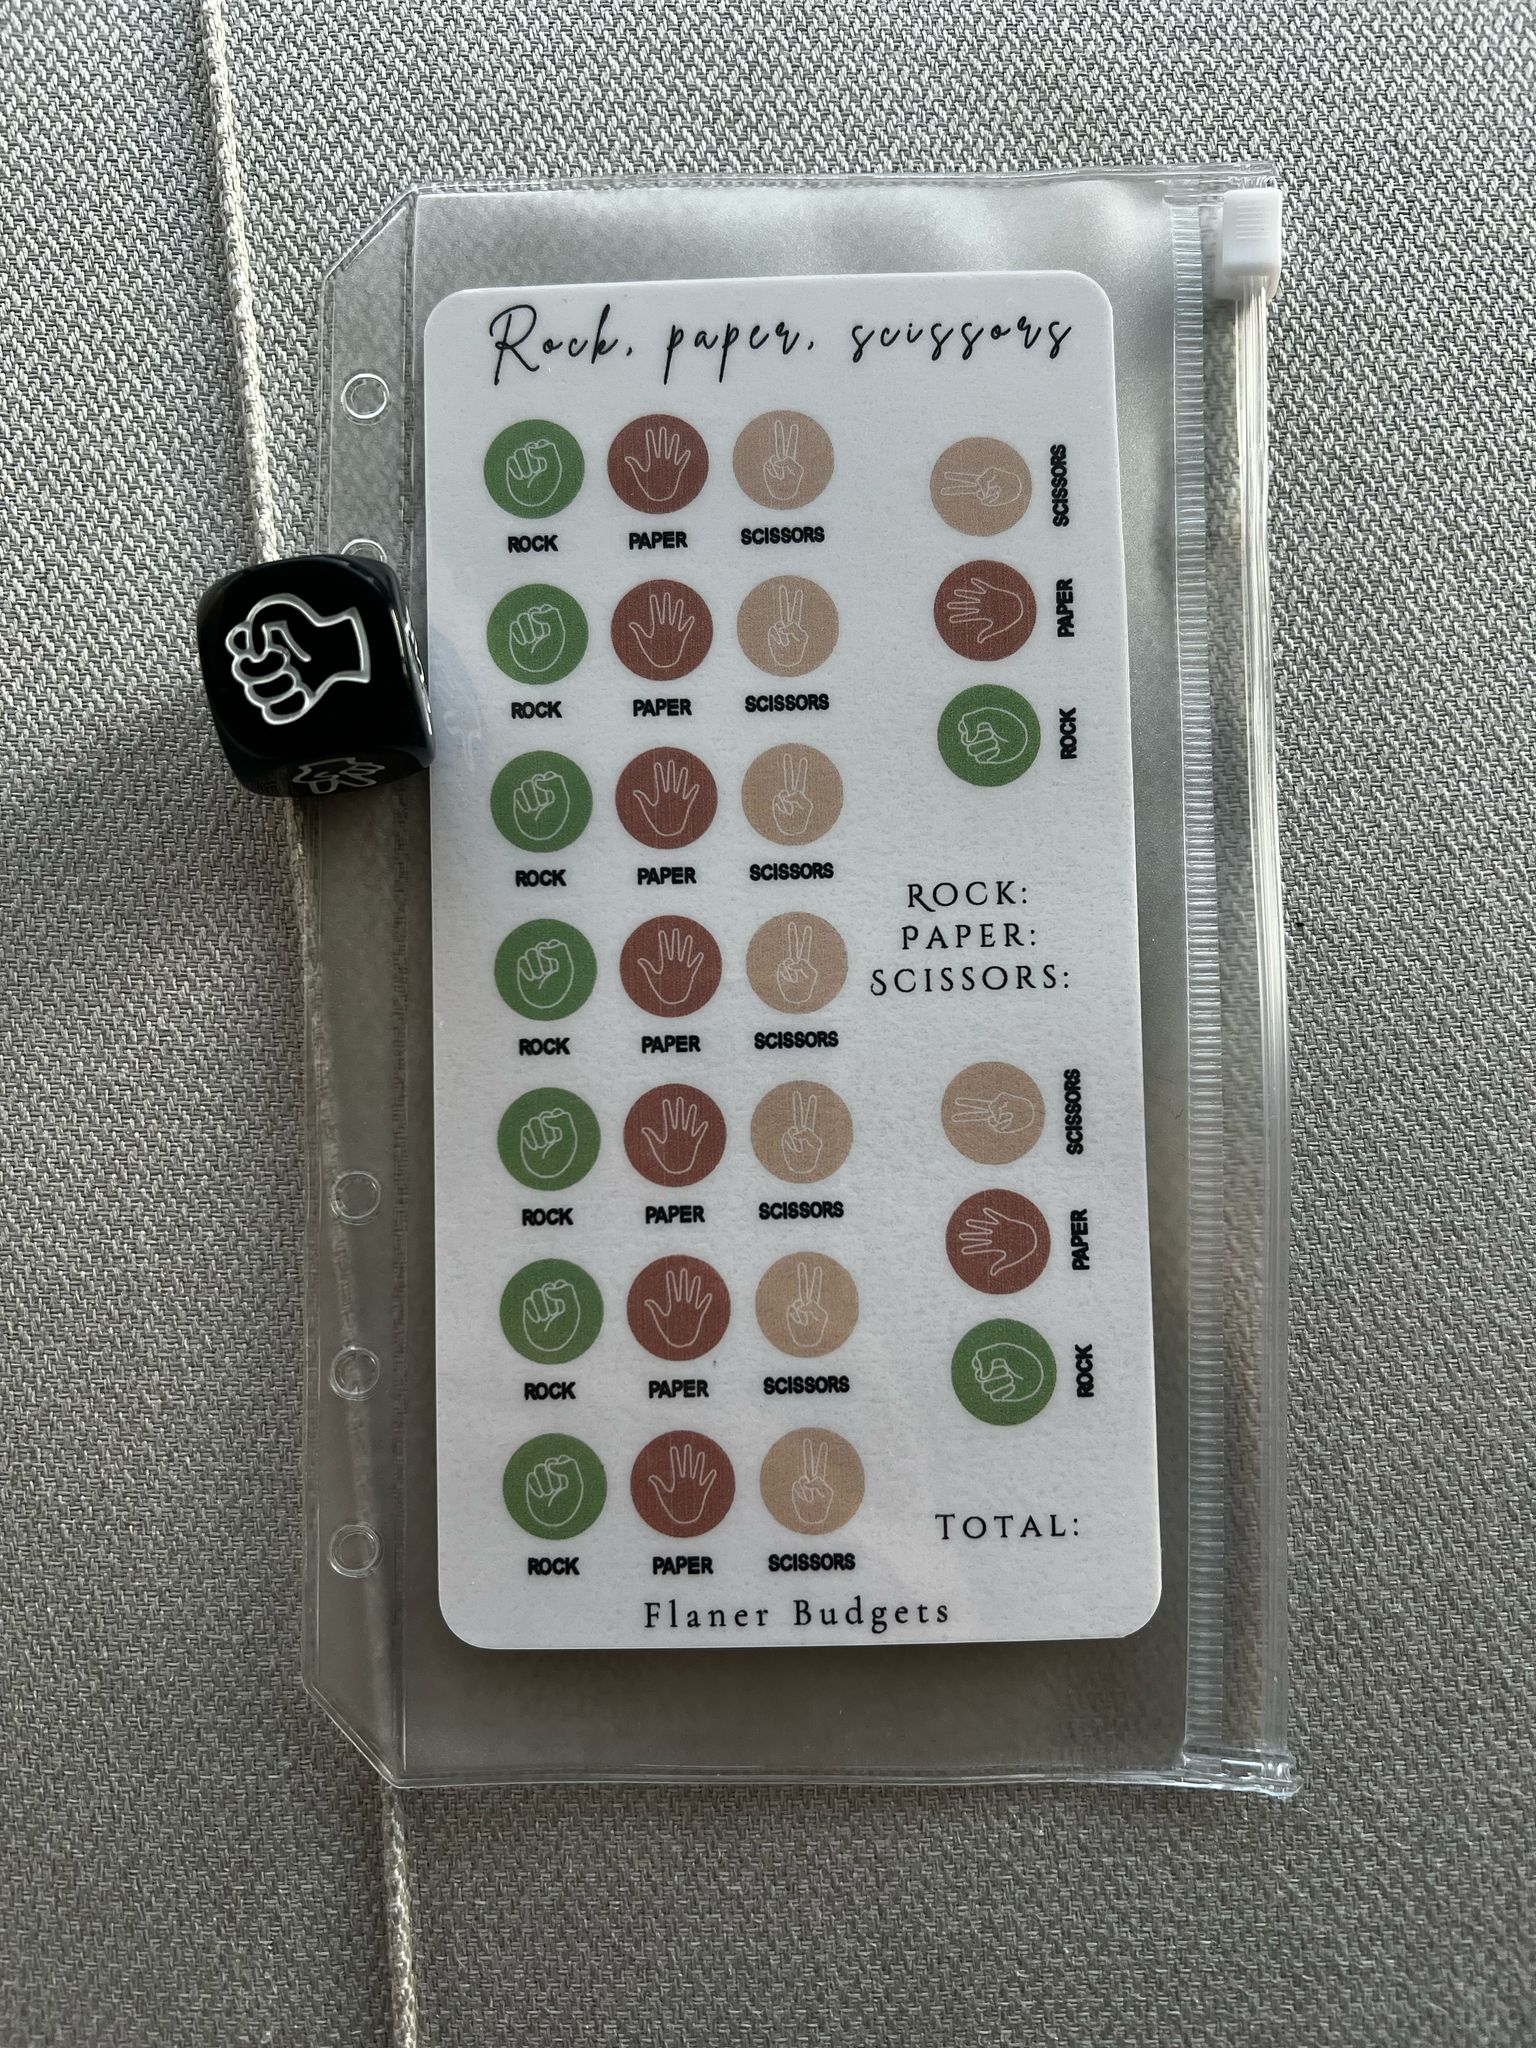 Rock, paper, scissors
ROCK PAPER SCISSORS
ROCK PAPER SCISSORS
ROCK PAPER SCISSORS
ROCK PAPER SCISSORS
ROCK PAPER SCISSORS
ROCK PAPER SCISSORS
ROCK PAPER SCISSORS
SCISSORS
PAPER
ROCK
ROCK:
PAPER:
SCISSORS:
SCISSORS
PAPER
ROCK
TOTAL:
Flaner Budgets